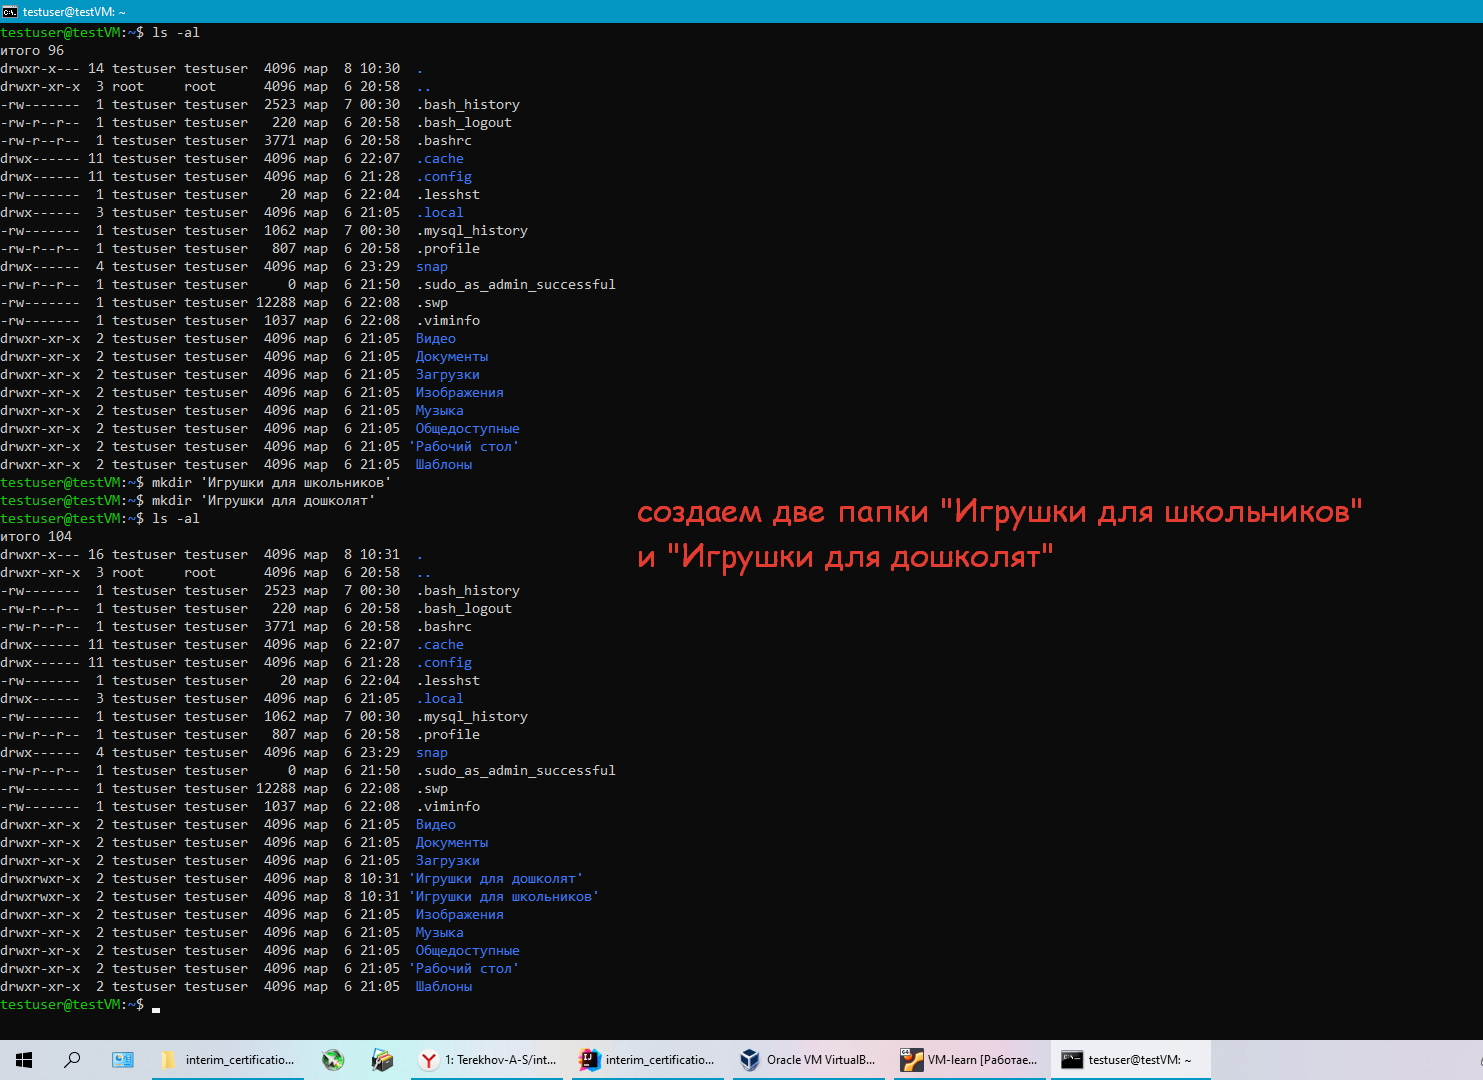 testuser@testVM: ~
testuser@testVM:~$ ls -al
итого 96
drwxr-x--- 14 testuser testuser  4096 мар  8 10:30  .
drwxr-xr-x  3 root     root      4096 мар  6 20:58  ..
-rw-------  1 testuser testuser  2523 мар  7 00:30  .bash_history
-rw-r--r--  1 testuser testuser   220 мар  6 20:58  .bash_logout
-rw-r--r--  1 testuser testuser  3771 мар  6 20:58  .bashrc
drwx------ 11 testuser testuser  4096 мар  6 22:07  .cache
drwx------ 11 testuser testuser  4096 мар  6 21:28  .config
-rw-------  1 testuser testuser    20 мар  6 22:04  .lesshst
drwx------  3 testuser testuser  4096 мар  6 21:05  .local
-rw-------  1 testuser testuser  1062 мар  7 00:30  .mysql_history
-rw-r--r--  1 testuser testuser   807 мар  6 20:58  .profile
drwx------  4 testuser testuser  4096 мар  6 23:29  snap
-rw-r--r--  1 testuser testuser     0 мар  6 21:50  .sudo_as_admin_successful
-rw-------  1 testuser testuser 12288 мар  6 22:08  .swp
-rw-------  1 testuser testuser  1037 мар  6 22:08  .viminfo
drwxr-xr-x  2 testuser testuser  4096 мар  6 21:05  Видео
drwxr-xr-x  2 testuser testuser  4096 мар  6 21:05  Документы
drwxr-xr-x  2 testuser testuser  4096 мар  6 21:05  Загрузки
drwxr-xr-x  2 testuser testuser  4096 мар  6 21:05  Изображения
drwxr-xr-x  2 testuser testuser  4096 мар  6 21:05  Музыка
drwxr-xr-x  2 testuser testuser  4096 мар  6 21:05  Общедоступные
drwxr-xr-x  2 testuser testuser  4096 мар  6 21:05 'Рабочий стол'
drwxr-xr-x  2 testuser testuser  4096 мар  6 21:05  Шаблоны
testuser@testVM:~$ mkdir 'Игрушки для школьников'
testuser@testVM:~$ mkdir 'Игрушки для дошколят'
testuser@testVM:~$ ls -al
итого 104
drwxr-x--- 16 testuser testuser  4096 мар  8 10:31  .
drwxr-xr-x  3 root     root      4096 мар  6 20:58  ..
-rw-------  1 testuser testuser  2523 мар  7 00:30  .bash_history
-rw-r--r--  1 testuser testuser   220 мар  6 20:58  .bash_logout
-rw-r--r--  1 testuser testuser  3771 мар  6 20:58  .bashrc
drwx------ 11 testuser testuser  4096 мар  6 22:07  .cache
drwx------ 11 testuser testuser  4096 мар  6 21:28  .config
-rw-------  1 testuser testuser    20 мар  6 22:04  .lesshst
drwx------  3 testuser testuser  4096 мар  6 21:05  .local
-rw-------  1 testuser testuser  1062 мар  7 00:30  .mysql_history
-rw-r--r--  1 testuser testuser   807 мар  6 20:58  .profile
drwx------  4 testuser testuser  4096 мар  6 23:29  snap
-rw-r--r--  1 testuser testuser     0 мар  6 21:50  .sudo_as_admin_successful
-rw-------  1 testuser testuser 12288 мар  6 22:08  .swp
-rw-------  1 testuser testuser  1037 мар  6 22:08  .viminfo
drwxr-xr-x  2 testuser testuser  4096 мар  6 21:05  Видео
drwxr-xr-x  2 testuser testuser  4096 мар  6 21:05  Документы
drwxr-xr-x  2 testuser testuser  4096 мар  6 21:05  Загрузки
drwxrwxr-x  2 testuser testuser  4096 мар  8 10:31 'Игрушки для дошколят'
drwxrwxr-x  2 testuser testuser  4096 мар  8 10:31 'Игрушки для школьников'
drwxr-xr-x  2 testuser testuser  4096 мар  6 21:05  Изображения
drwxr-xr-x  2 testuser testuser  4096 мар  6 21:05  Музыка
drwxr-xr-x  2 testuser testuser  4096 мар  6 21:05  Общедоступные
drwxr-xr-x  2 testuser testuser  4096 мар  6 21:05 'Рабочий стол'
drwxr-xr-x  2 testuser testuser  4096 мар  6 21:05  Шаблоны
testuser@testVM:~$
создаем две папки "Игрушки для школьников"
и "Игрушки для дошколят"
interim_certificatio...
1: Terekhov-A-S/int...
interim_certificatio...
Oracle VM VirtualB...
VM-learn [Работае...
testuser@testVM: ~